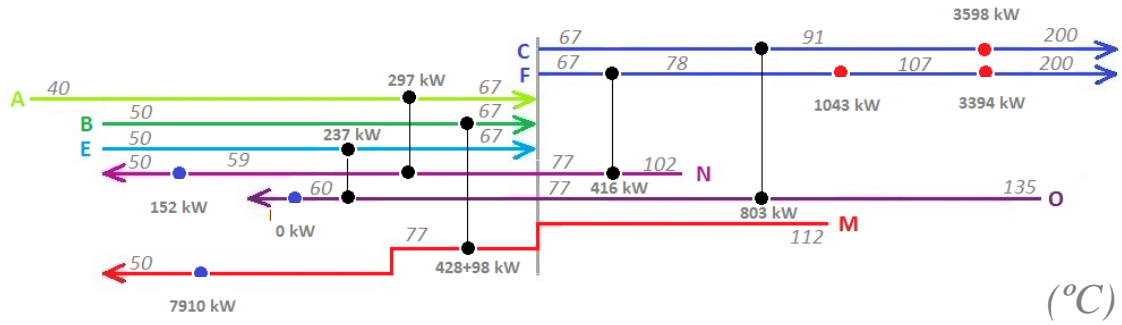 3598 kW
C 67 91 200
F 67 78 107 200
1043 kW 3394 kW
A 40 297 kW 67
B 50 67
E 50 237 kW 67
50 59 77 102 N
152 kW 416 kW
60 77 135 O
0 kW 803 kW
77 112 M
50 428+98 kW
7910 kW
(ºC)